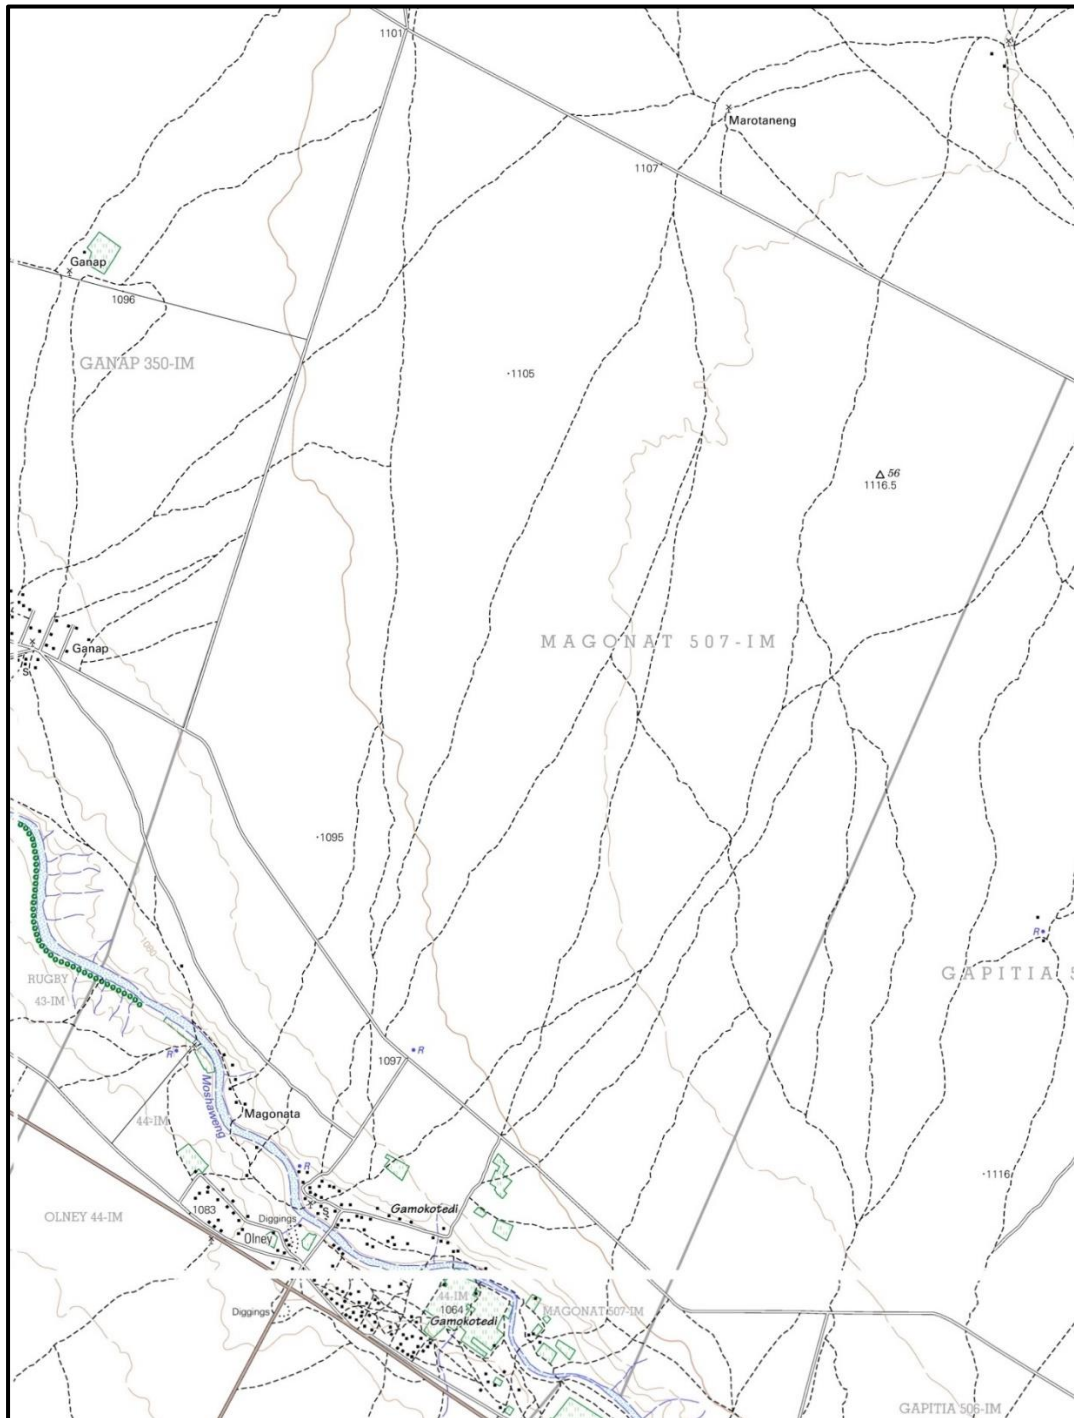 1101
Marotaneng
1107
Ganap
1096
GANAP 350-IM
1105
56
1116.5
MAGONAT 507-IM
Ganap
S
1095
1080
R
RUGBY
43-IM
GAPITIA 5
R
1097
R
Moshaweng
Magonata
44-IM
R
1116
1083
S
Gamokotedi
OLNEY 44-IM
Diggings
Olney
44-IM
1064
Diggings
Gamokotedi
MAGONAT 507-IM
GAPITIA 506-IM